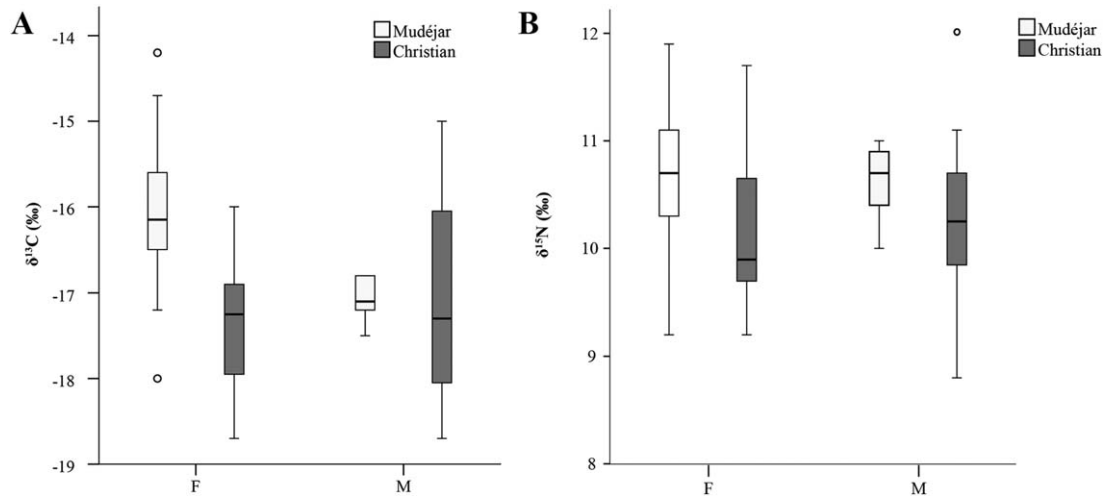 A
Mudéjar
Christian
δ¹³C (‰)
-14
-15
-16
-17
-18
-19
F
M
B
Mudéjar
Christian
δ¹⁵N (‰)
12
11
10
9
8
F
M